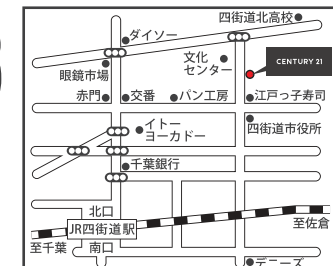 四街道北高校
ダイソー
文化
センター
CENTURY 21
眼鏡市場
赤門
交番
パン工房
江戸っ子寿司
イトー
ヨーカドー
四街道市役所
千葉銀行
北口
JR四街道駅
至佐倉
至千葉
南口
デニーズ